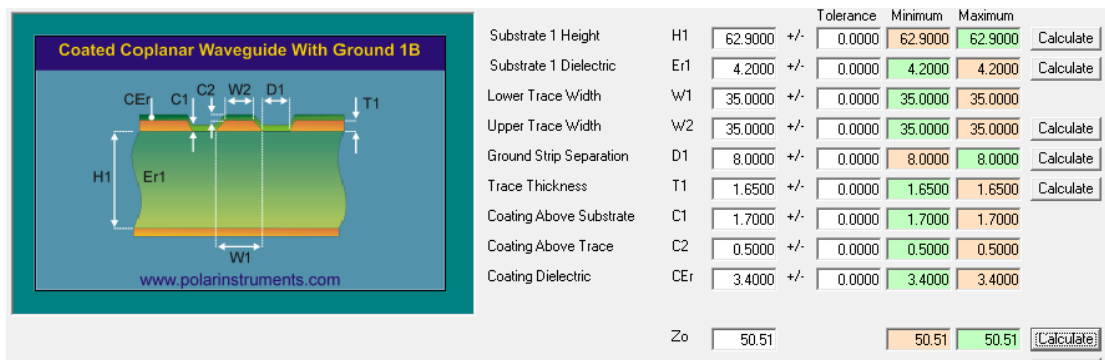 Coated Coplanar Waveguide With Ground 1B
CEr C1 C2 W2 D1 T1
H1 Er1
W1
www.polarinstruments.com
Tolerance Minimum Maximum
Substrate 1 Height H1 62.9000 +/- 0.0000 62.9000 62.9000 Calculate
Substrate 1 Dielectric Er1 4.2000 +/- 0.0000 4.2000 4.2000 Calculate
Lower Trace Width W1 35.0000 +/- 0.0000 35.0000 35.0000
Upper Trace Width W2 35.0000 +/- 0.0000 35.0000 35.0000 Calculate
Ground Strip Separation D1 8.0000 +/- 0.0000 8.0000 8.0000 Calculate
Trace Thickness T1 1.6500 +/- 0.0000 1.6500 1.6500 Calculate
Coating Above Substrate C1 1.7000 +/- 0.0000 1.7000 1.7000
Coating Above Trace C2 0.5000 +/- 0.0000 0.5000 0.5000
Coating Dielectric CEr 3.4000 +/- 0.0000 3.4000 3.4000
Zo 50.51 50.51 50.51 Calculate